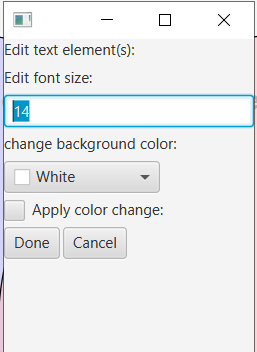 Edit text element(s):
Edit font size:
14
change background color:
White
Apply color change:
Done Cancel